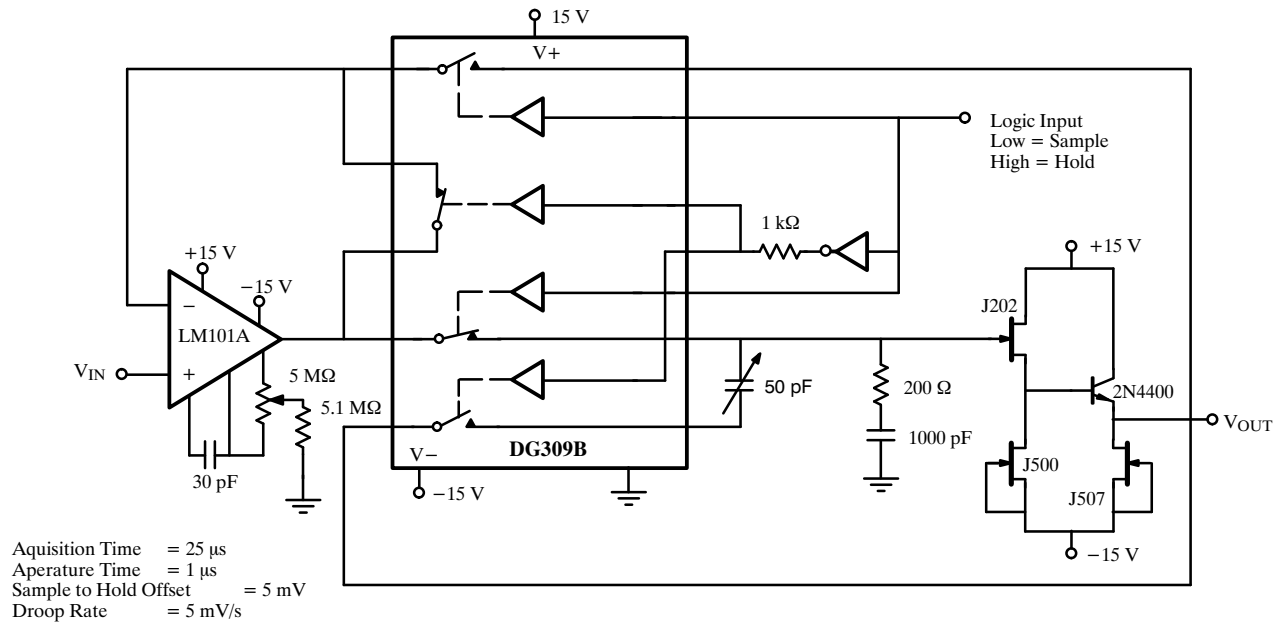 15 V
V+
Logic Input
Low = Sample
High = Hold
1 kΩ
+15 V
−15 V
+15 V
J202
−
LM101A
VIN
+
5 MΩ
5.1 MΩ
50 pF
200 Ω
2N4400
VOUT
1000 pF
30 pF
V−
DG309B
J500
J507
−15 V
−15 V
Aquisition Time = 25 μs
Aperature Time = 1 μs
Sample to Hold Offset = 5 mV
Droop Rate = 5 mV/s